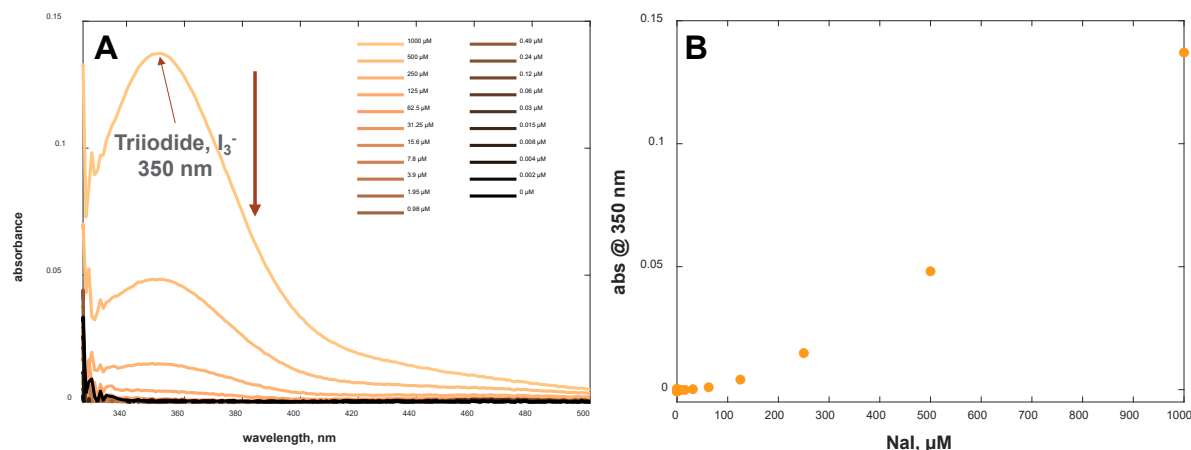 A
0.15
0.1
0.05
0
absorbance
340
360
380
400
420
440
460
480
500
wavelength, nm
Triiodide, I₃⁻
350 nm
1000 µM
500 µM
250 µM
125 µM
62.5 µM
31.25 µM
15.6 µM
7.8 µM
3.9 µM
1.95 µM
0.98 µM
0.49 µM
0.24 µM
0.12 µM
0.06 µM
0.03 µM
0.015 µM
0.008 µM
0.004 µM
0.002 µM
0 µM
B
0.15
0.1
0.05
0
abs @ 350 nm
0
100
200
300
400
500
600
700
800
900
1000
NaI, µM